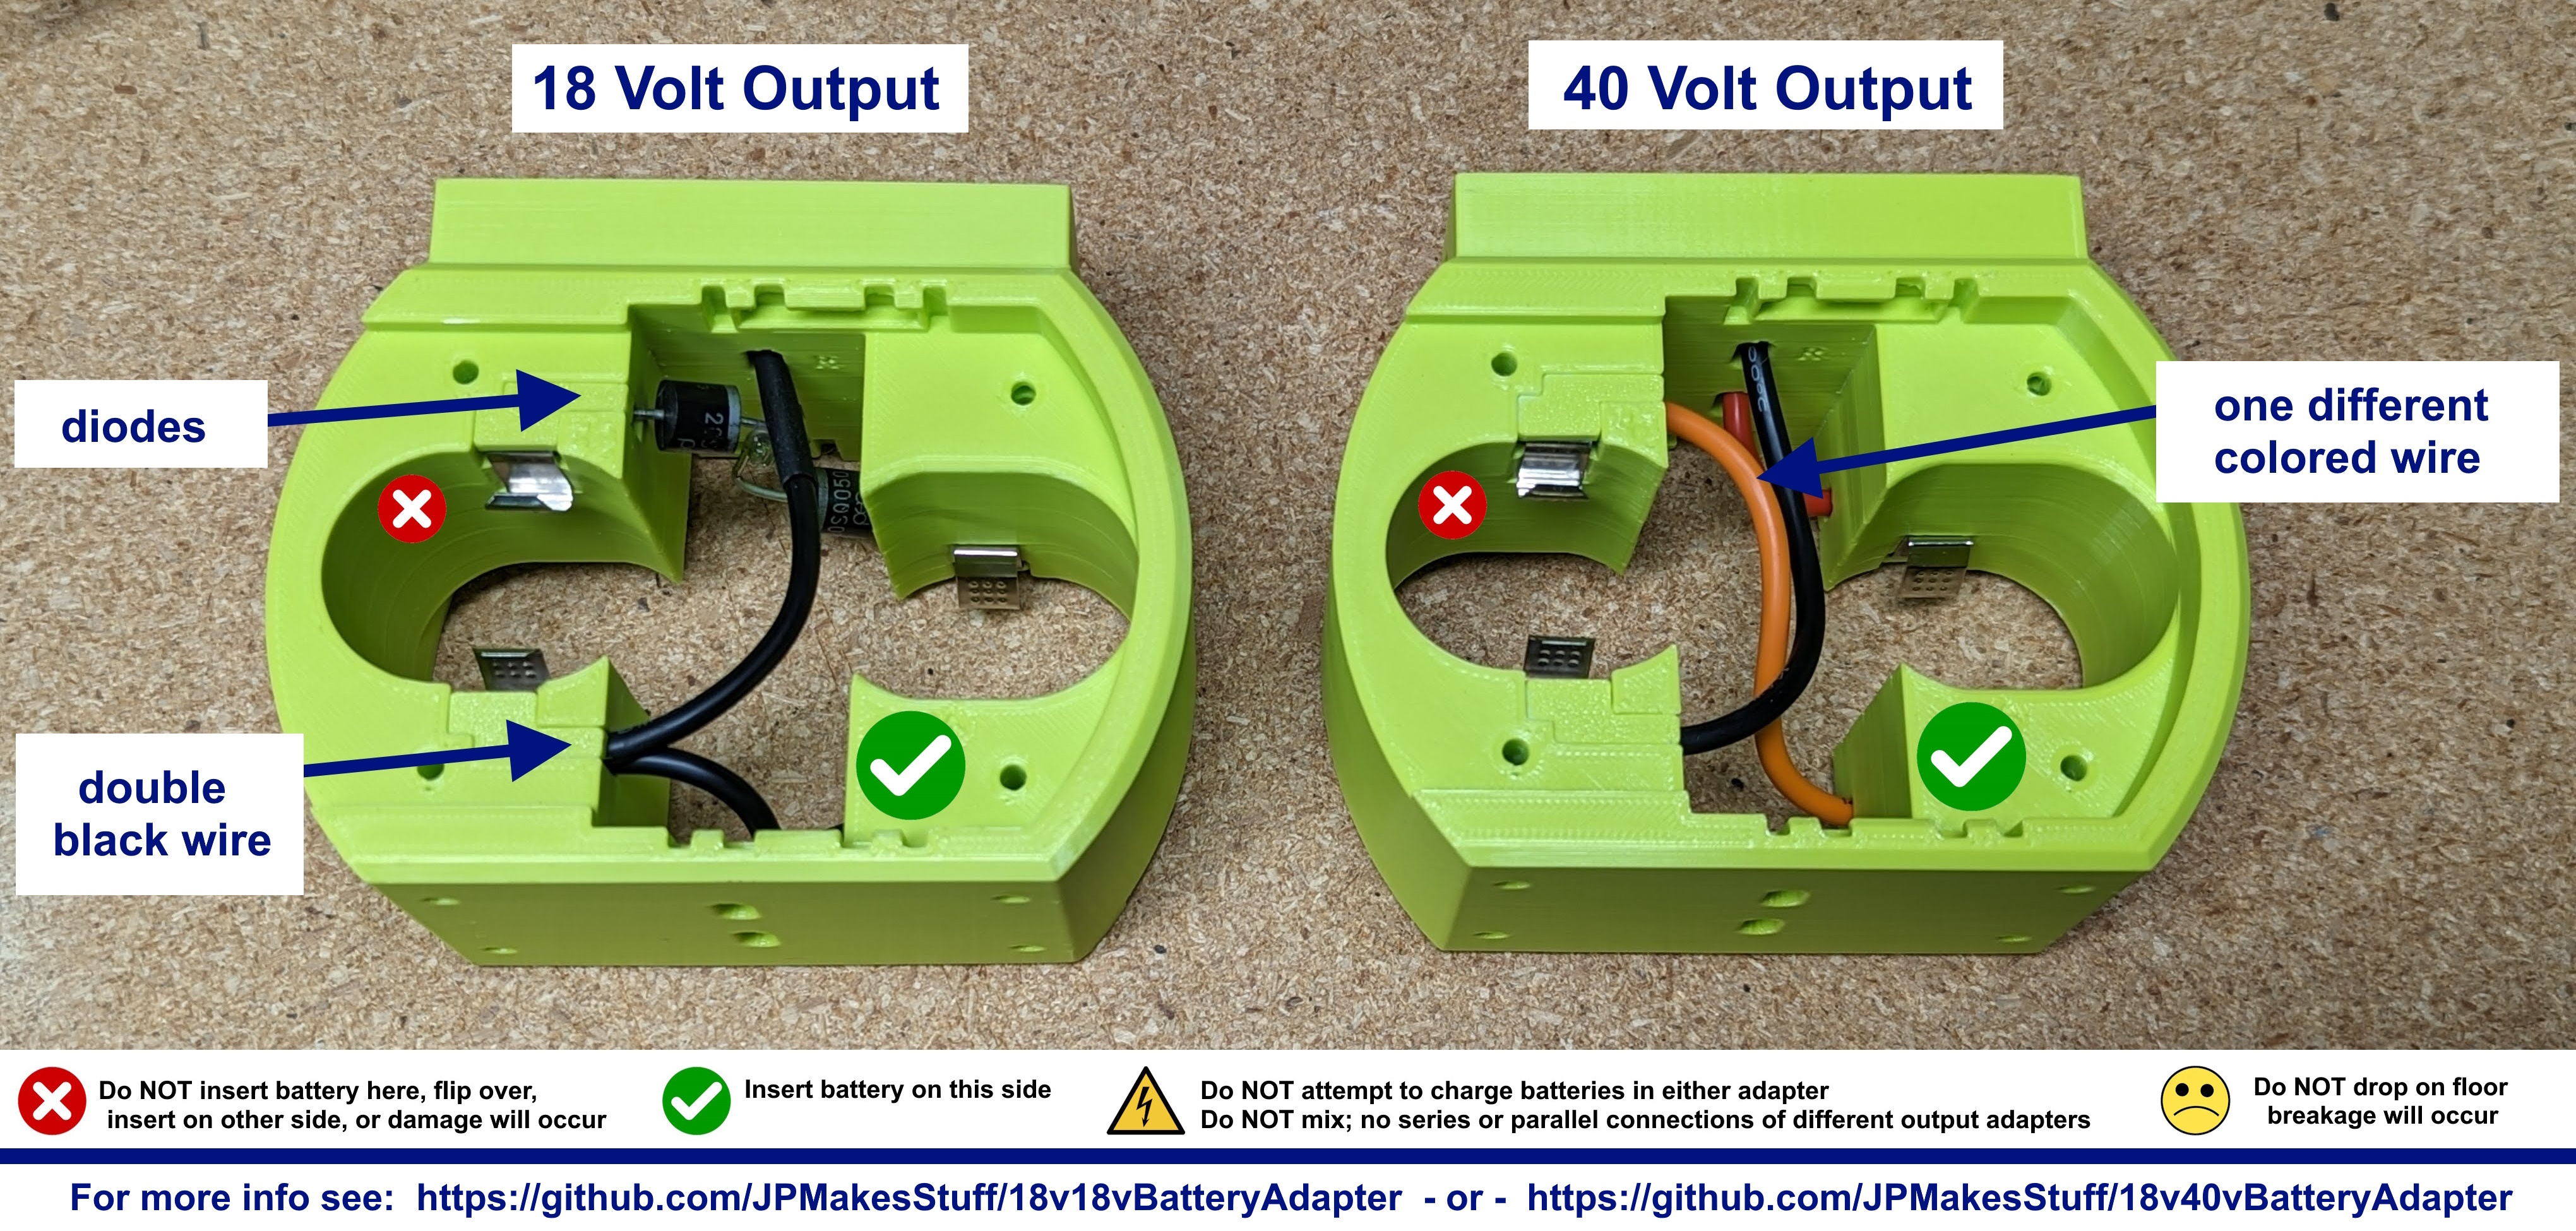 18 Volt Output
40 Volt Output
diodes
one different
colored wire
double
black wire
Do NOT insert battery here, flip over,
insert on other side, or damage will occur
Insert battery on this side
Do NOT attempt to charge batteries in either adapter
Do NOT mix; no series or parallel connections of different output adapters
Do NOT drop on floor
breakage will occur
For more info see: https://github.com/JPMakesStuff/18v18vBatteryAdapter - or - https://github.com/JPMakesStuff/18v40vBatteryAdapter